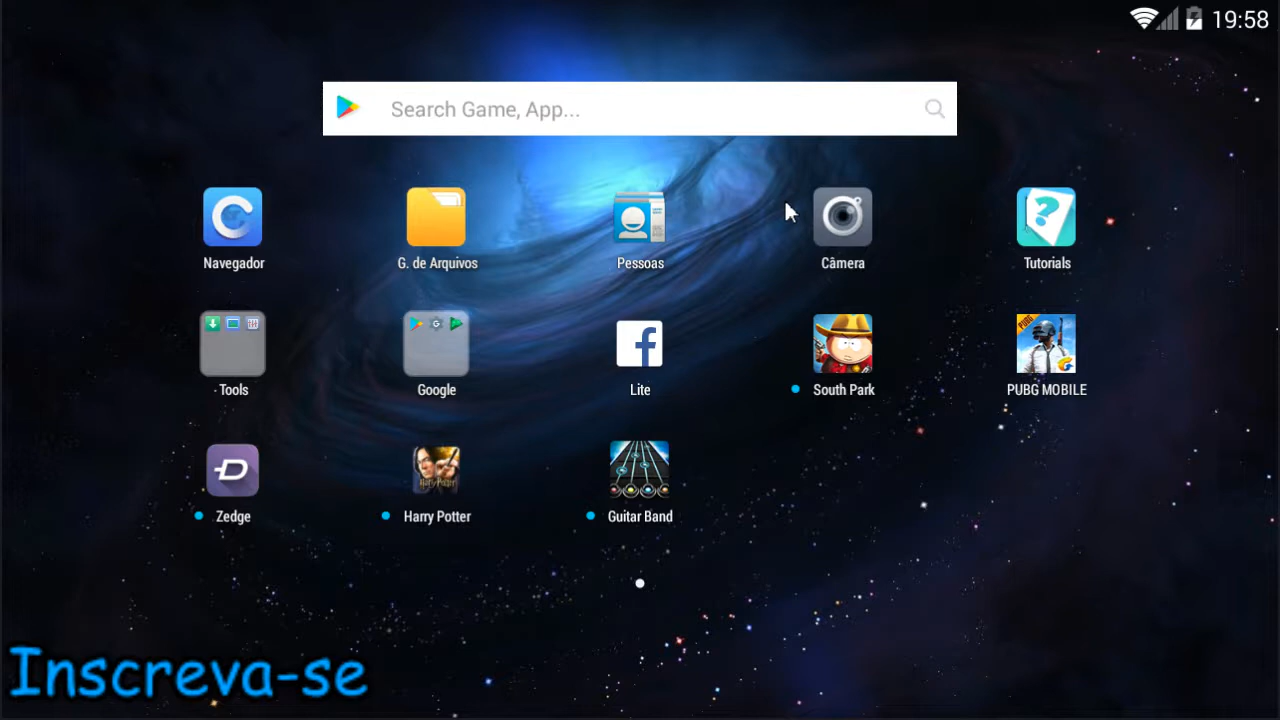 19:58
Search Game, App...
Navegador
G. de Arquivos
Pessoas
Câmera
Tutorials
Tools
Google
Lite
South Park
PUBG MOBILE
Zedge
Harry Potter
Guitar Band
Inscreva-se